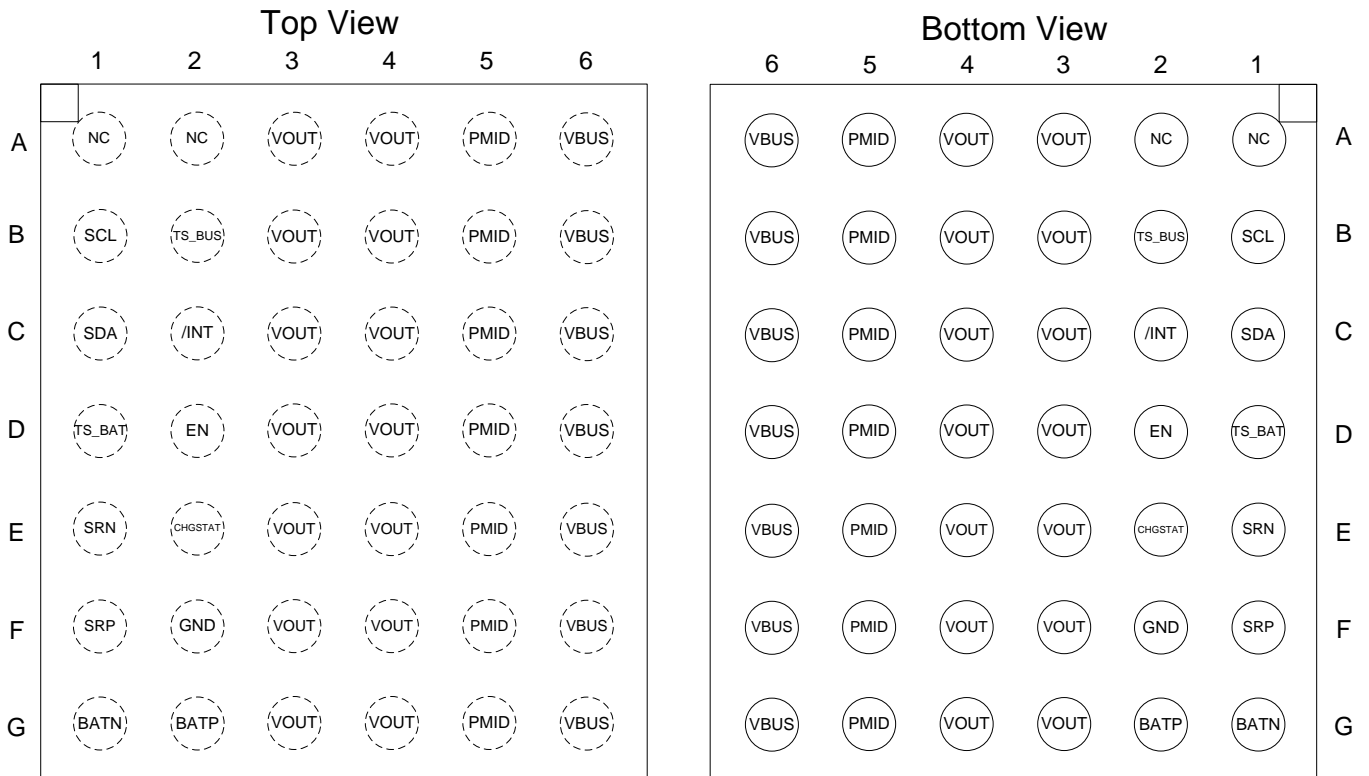 Top View
1 2 3 4 5 6
A NC NC VOUT VOUT PMID VBUS
B SCL TS_BUS VOUT VOUT PMID VBUS
C SDA /INT VOUT VOUT PMID VBUS
D TS_BAT EN VOUT VOUT PMID VBUS
E SRN CHGSTAT VOUT VOUT PMID VBUS
F SRP GND VOUT VOUT PMID VBUS
G BATN BATP VOUT VOUT PMID VBUS
Bottom View
6 5 4 3 2 1
VBUS PMID VOUT VOUT NC NC A
VBUS PMID VOUT VOUT TS_BUS SCL B
VBUS PMID VOUT VOUT /INT SDA C
VBUS PMID VOUT VOUT EN TS_BAT D
VBUS PMID VOUT VOUT CHGSTAT SRN E
VBUS PMID VOUT VOUT GND SRP F
VBUS PMID VOUT VOUT BATP BATN G